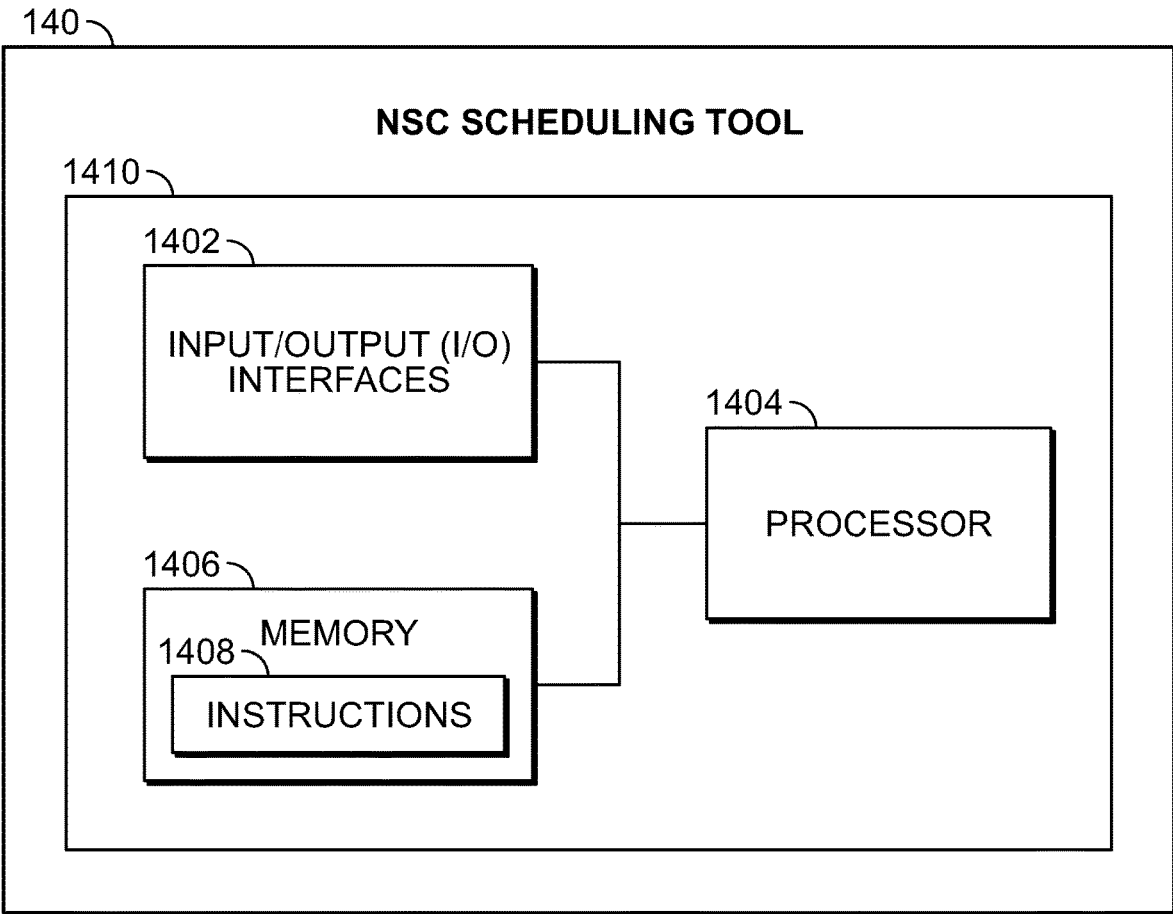 140
NSC SCHEDULING TOOL
1410
1402
INPUT/OUTPUT (I/O)
INTERFACES
1404
PROCESSOR
1406
MEMORY
1408
INSTRUCTIONS